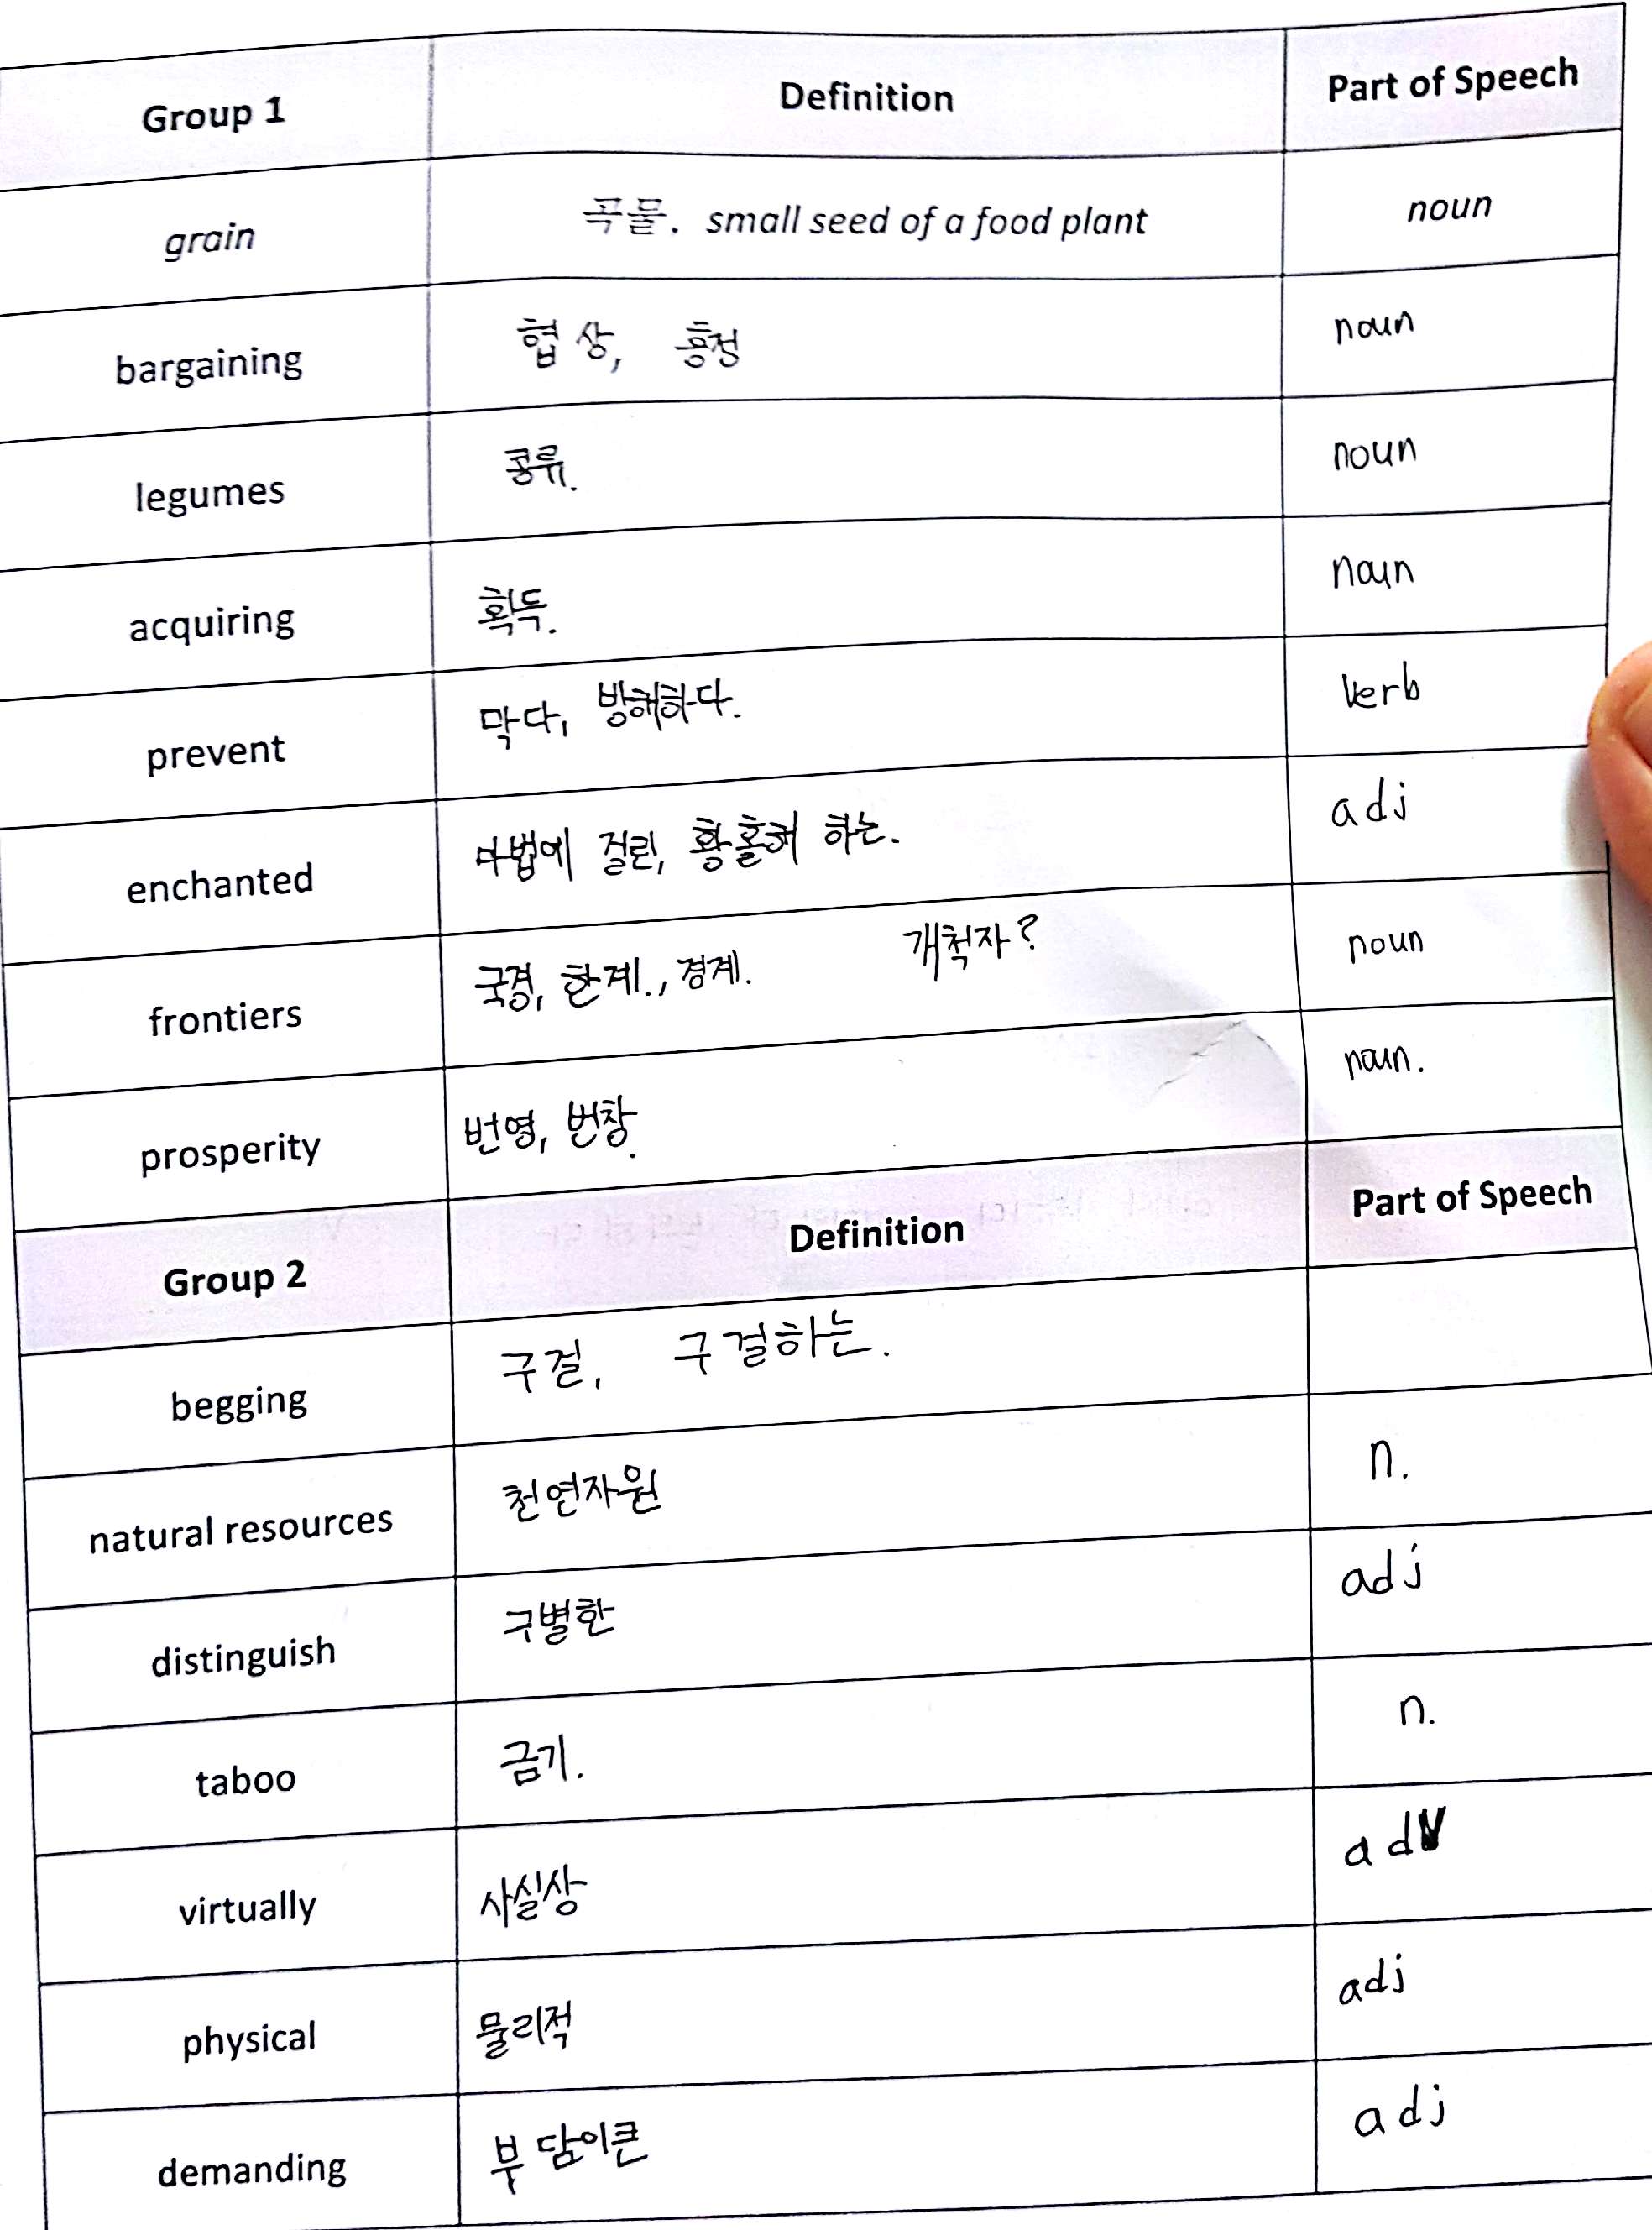 Group 1 Definition Part of Speech
grain 곡물. small seed of a food plant noun
bargaining 협상, 흥정 noun
legumes 콩류. noun
acquiring 획득. noun
prevent 막다, 방해하다. verb
enchanted 마법에 걸린, 황홀해 하는. adj
frontiers 국경, 한계., 경계. 개척자? noun
prosperity 번영, 번창. noun.
Group 2 Definition Part of Speech
begging 구걸, 구걸하는.
natural resources 천연자원 n.
distinguish 구별한 adj
taboo 금기. n.
virtually 사실상 adv
physical 물리적 adj
demanding 부담이큰 adj